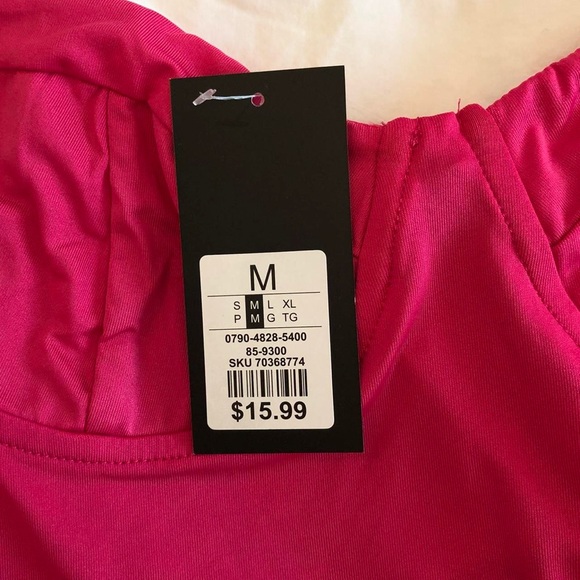 M
S M L XL
P M G TG
0790-4828-5400
85-9300
SKU 70368774
$15.99